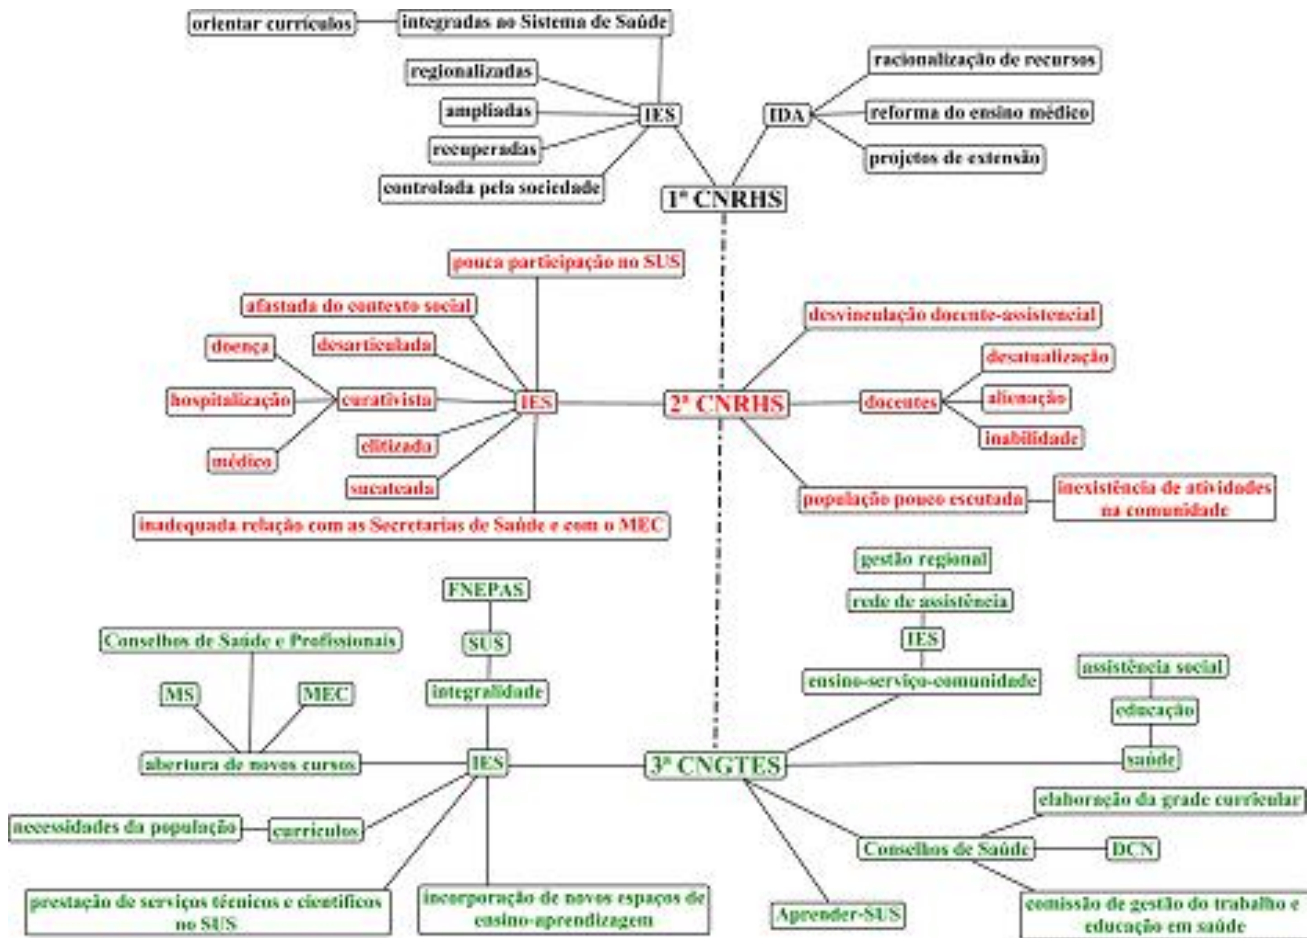 orientar currículos
integradas ao Sistema de Saúde
regionalizadas
ampliadas
recuperadas
controlada pela sociedade
IES
IDA
racionalização de recursos
reforma do ensino médico
projetos de extensão
1ª CNRHS
pouca participação no SUS
afastada do contexto social
doença
desarticulada
hospitalização
curativista
IES
médico
elitizada
sucateada
inadequada relação com as Secretarias de Saúde e com o MEC
2ª CNRHS
desvinculação docente-assistencial
docentes
desatualização
alienação
inabilidade
população pouco escutada
inexistência de atividades
na comunidade
FNEPAS
SUS
integralidade
Conselhos de Saúde e Profissionais
MS
MEC
abertura de novos cursos
IES
necessidades da população
currículos
prestação de serviços técnicos e científicos
no SUS
incorporação de novos espaços de
ensino-aprendizagem
3ª CNGTES
gestão regional
rede de assistência
IES
ensino-serviço-comunidade
assistência social
educação
saúde
elaboração da grade curricular
Conselhos de Saúde
DCN
Aprender-SUS
comissão de gestão do trabalho e
educação em saúde